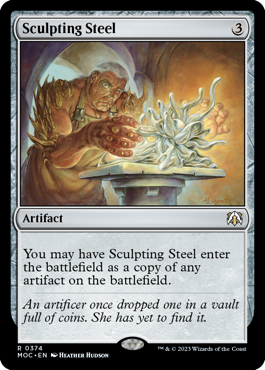 Sculpting Steel 3
Artifact
You may have Sculpting Steel enter
the battlefield as a copy of any
artifact on the battlefield.
An artificer once dropped one in a vault
full of coins. She has yet to find it.
R 0374
MOC • EN HEATHER HUDSON ™ & © 2023 Wizards of the Coast